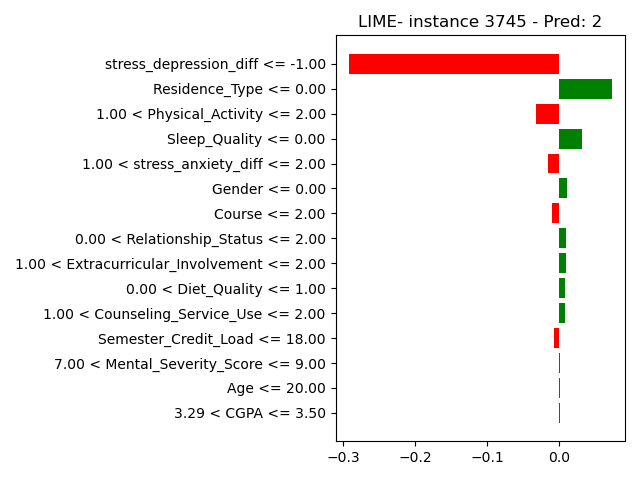 LIME- instance 3745 - Pred: 2
stress_depression_diff <= -1.00
Residence_Type <= 0.00
1.00 < Physical_Activity <= 2.00
Sleep_Quality <= 0.00
1.00 < stress_anxiety_diff <= 2.00
Gender <= 0.00
Course <= 2.00
0.00 < Relationship_Status <= 2.00
1.00 < Extracurricular_Involvement <= 2.00
0.00 < Diet_Quality <= 1.00
1.00 < Counseling_Service_Use <= 2.00
Semester_Credit_Load <= 18.00
7.00 < Mental_Severity_Score <= 9.00
Age <= 20.00
3.29 < CGPA <= 3.50
−0.3 −0.2 −0.1 0.0